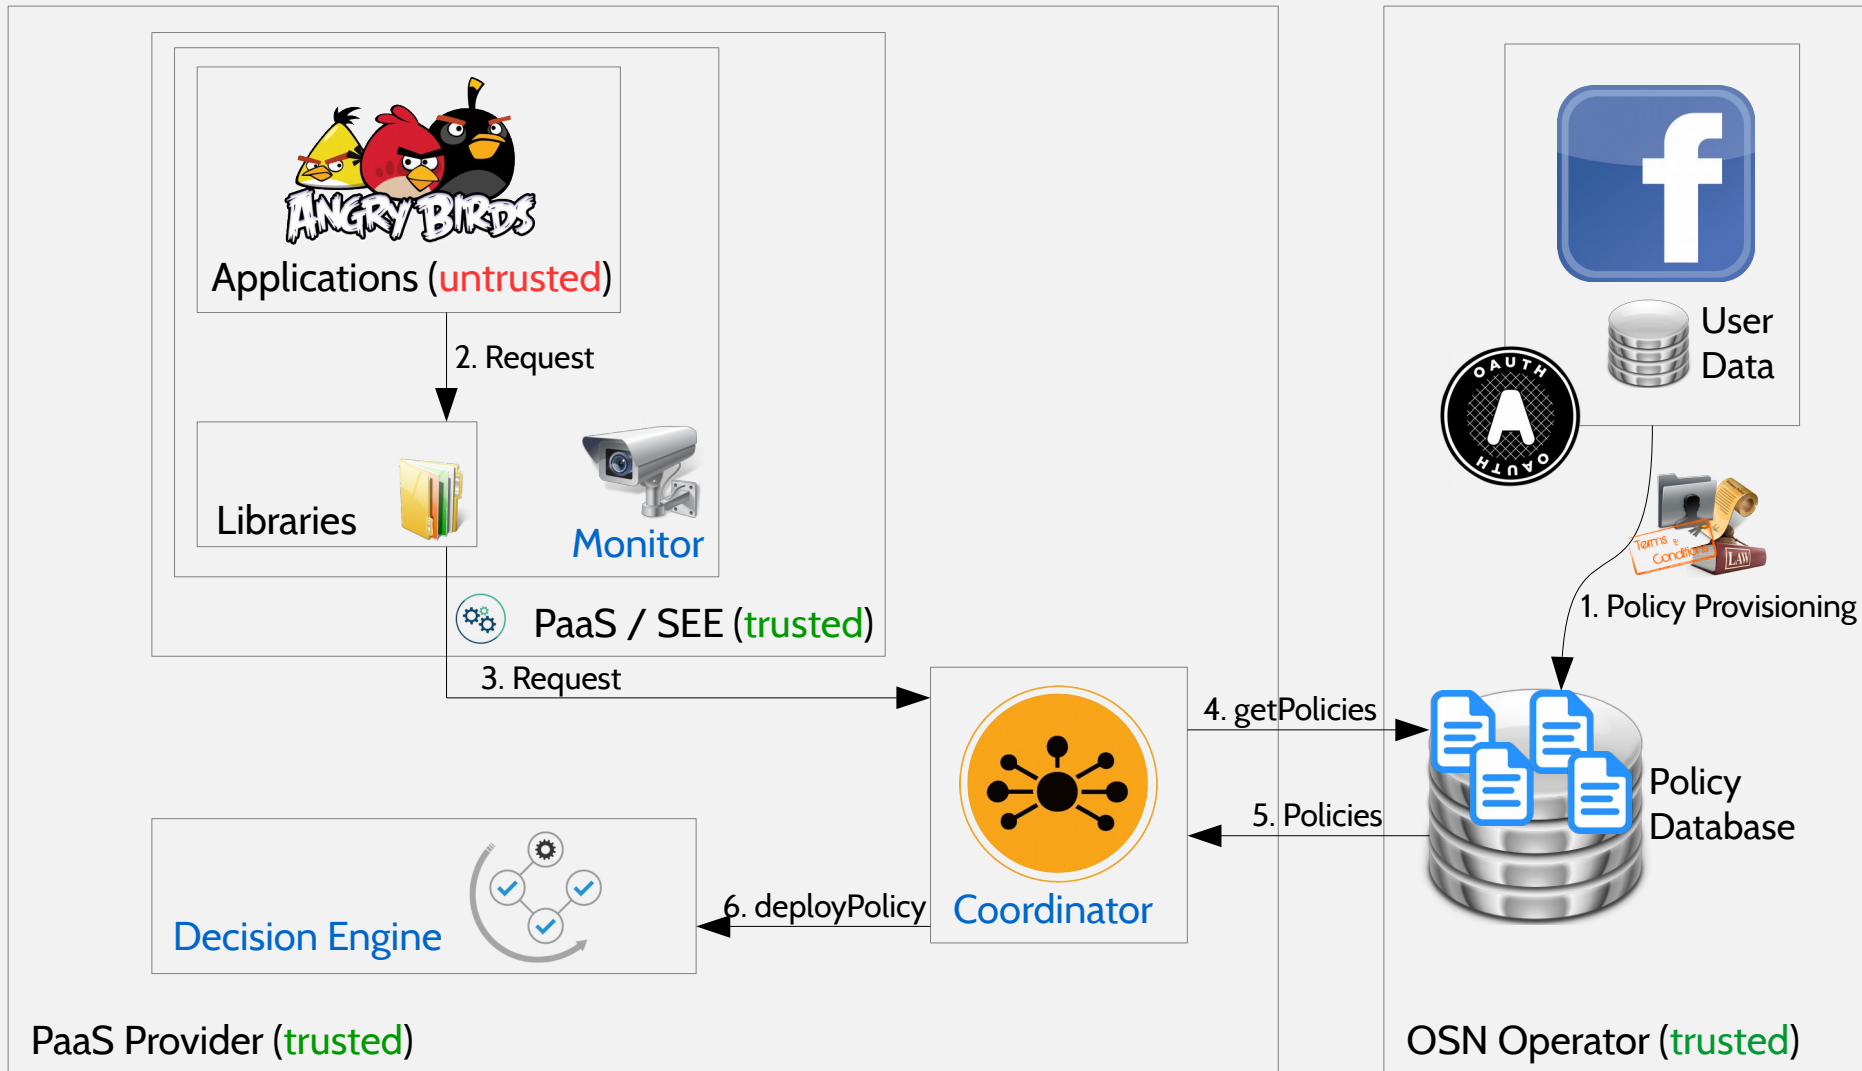 ANGRY BIRDS
Applications (untrusted)
2. Request
Libraries
Monitor
PaaS / SEE (trusted)
3. Request
Decision Engine
6. deployPolicy
Coordinator
4. getPolicies
5. Policies
PaaS Provider (trusted)
f
User
Data
OAUTH
A
OAUTH
Terms &
Conditions
LAW
1. Policy Provisioning
Policy
Database
OSN Operator (trusted)